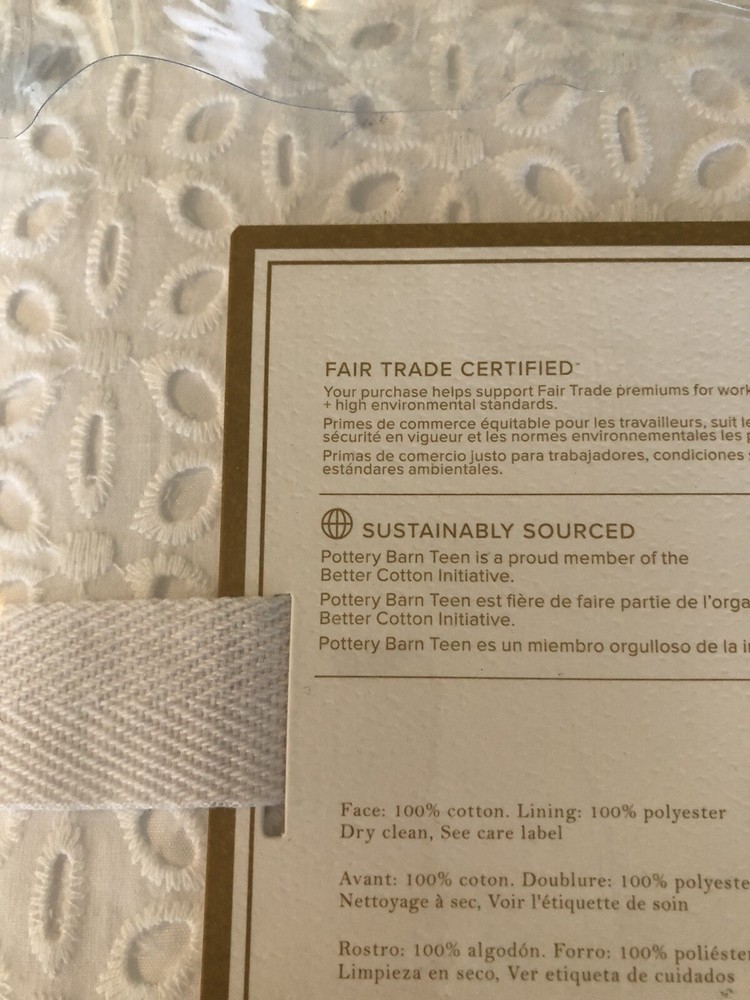 FAIR TRADE CERTIFIED™
Your purchase helps support Fair Trade premiums for
+ high environmental standards.
Primes de commerce équitable pour les travailleurs, suit
sécurité en vigueur et les normes environnementales les
Primas de comercio justo para trabajadores, condiciones
estándares ambientales.
SUSTAINABLY SOURCED
Pottery Barn Teen is a proud member of the
Better Cotton Initiative.
Pottery Barn Teen est fière de faire partie de
Better Cotton Initiative.
Pottery Barn Teen es un miembro orgulloso de la
Face: 100% cotton. Lining: 100% polyester
Dry clean, See care label
Avant: 100% coton. Doublure: 100% polyeste
Nettoyage à sec, Voir l'étiquette de soin
Rostro: 100% algodón. Forro: 100% poliéster
Limpieza en seco, Ver etiqueta de cuidados